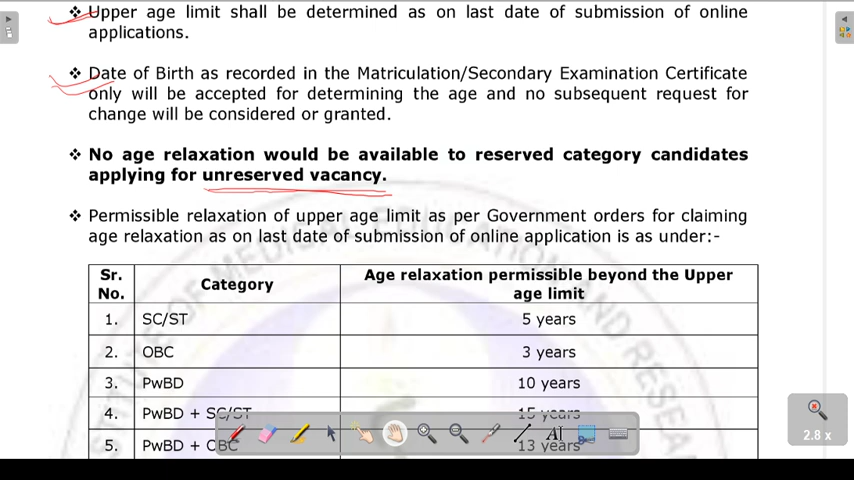 ❖ Upper age limit shall be determined as on last date of submission of online
applications.
❖ Date of Birth as recorded in the Matriculation/Secondary Examination Certificate
only will be accepted for determining the age and no subsequent request for
change will be considered or granted.
❖ No age relaxation would be available to reserved category candidates
applying for unreserved vacancy.
❖ Permissible relaxation of upper age limit as per Government orders for claiming
age relaxation as on last date of submission of online application is as under:-
Sr. No. Category Age relaxation permissible beyond the Upper age limit
1. SC/ST 5 years
2. OBC 3 years
3. PwBD 10 years
4. PwBD + SC/ST 15 years
5. PwBD + OBC 13 years
2.8 x